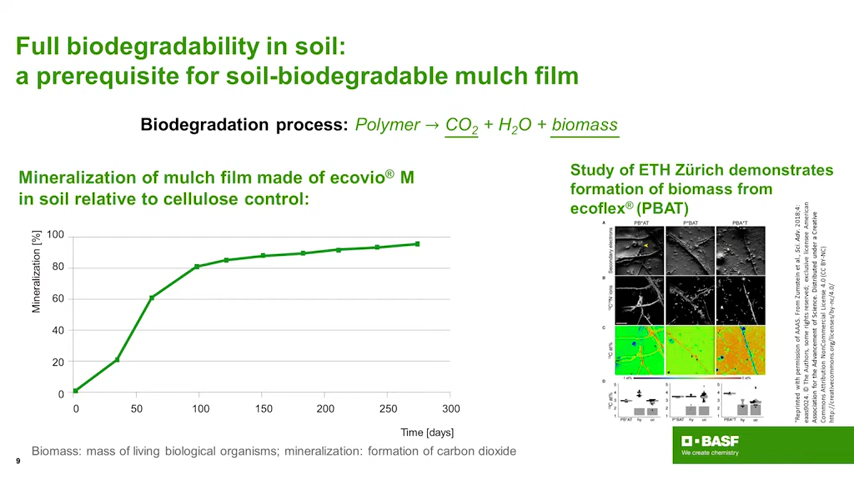 Full biodegradability in soil:
a prerequisite for soil-biodegradable mulch film
Biodegradation process: Polymer → CO₂ + H₂O + biomass
Mineralization of mulch film made of ecovio® M
in soil relative to cellulose control:
Mineralization [%]
100
80
60
40
20
0
0 50 100 150 200 250 300
Time [days]
Study of ETH Zürich demonstrates
formation of biomass from
ecoflex® (PBAT)
P*BAT PBA*T
A
Secondary electrons
B
C
D
Reprinted with permission of AAAS. From Zumstein et al., Sci. Adv. 2018;4:
eaas9024. © The Authors, some rights reserved; exclusive licensee American
Association for the Advancement of Science. Distributed under a Creative
Commons Attribution NonCommercial License 4.0 (CC BY-NC)
http://creativecommons.org/licenses/by-nc/4.0/
Biomass: mass of living biological organisms; mineralization: formation of carbon dioxide
9
BASF
We create chemistry